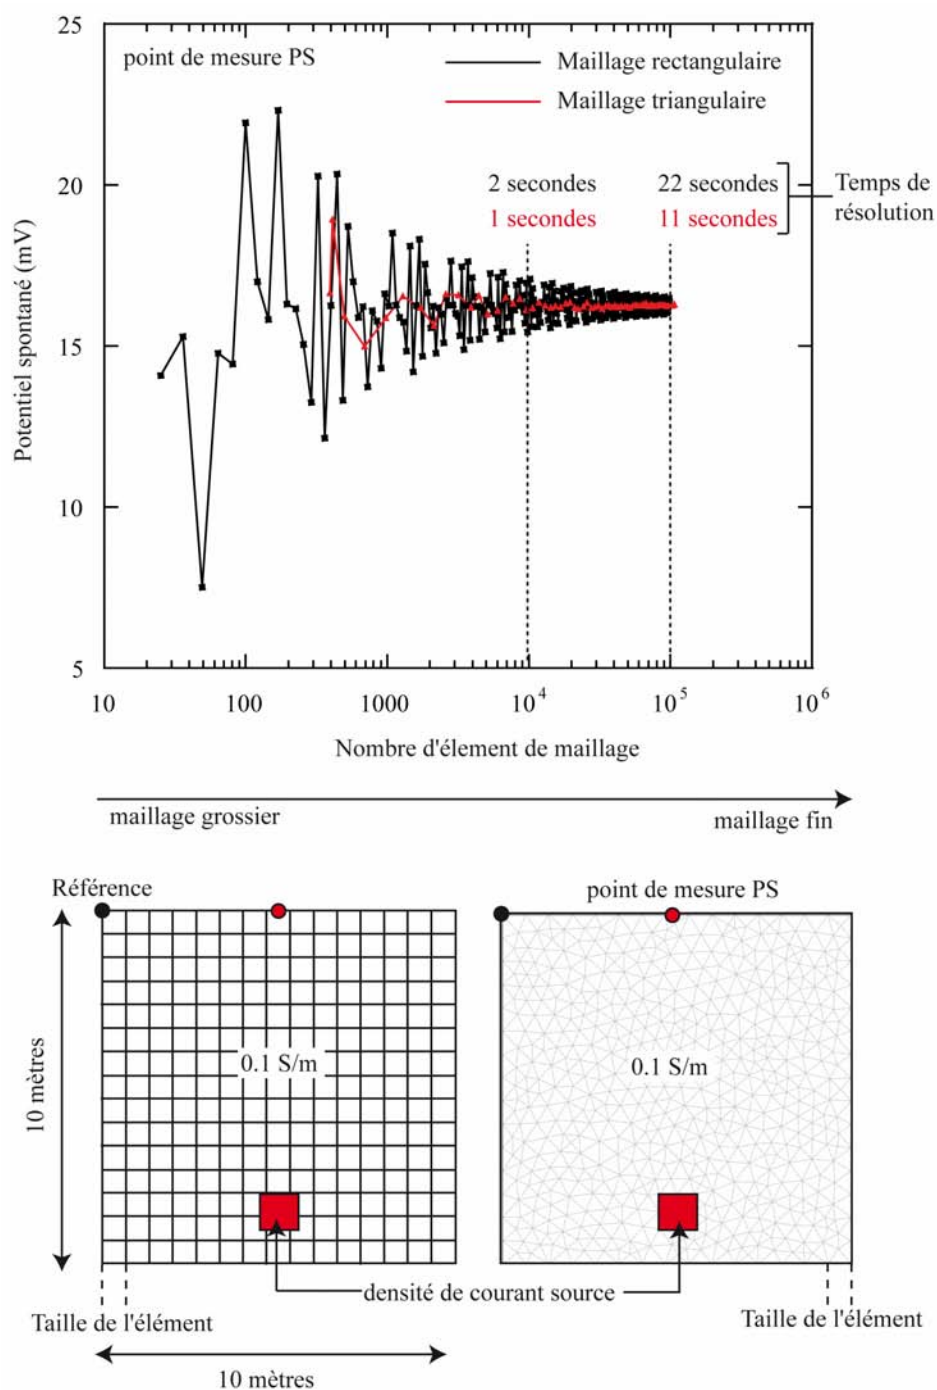 25
point de mesure PS
Maillage rectangulaire
Maillage triangulaire
20
2 secondes
22 secondes
Temps de
résolution
1 secondes
11 secondes
Potentiel spontané (mV)
15
10
5
10
100
1000
10⁴
10⁵
10⁶
Nombre d'élement de maillage
maillage grossier
maillage fin
Référence
point de mesure PS
10 mètres
0.1 S/m
0.1 S/m
densité de courant source
Taille de l'élément
Taille de l'élément
10 mètres